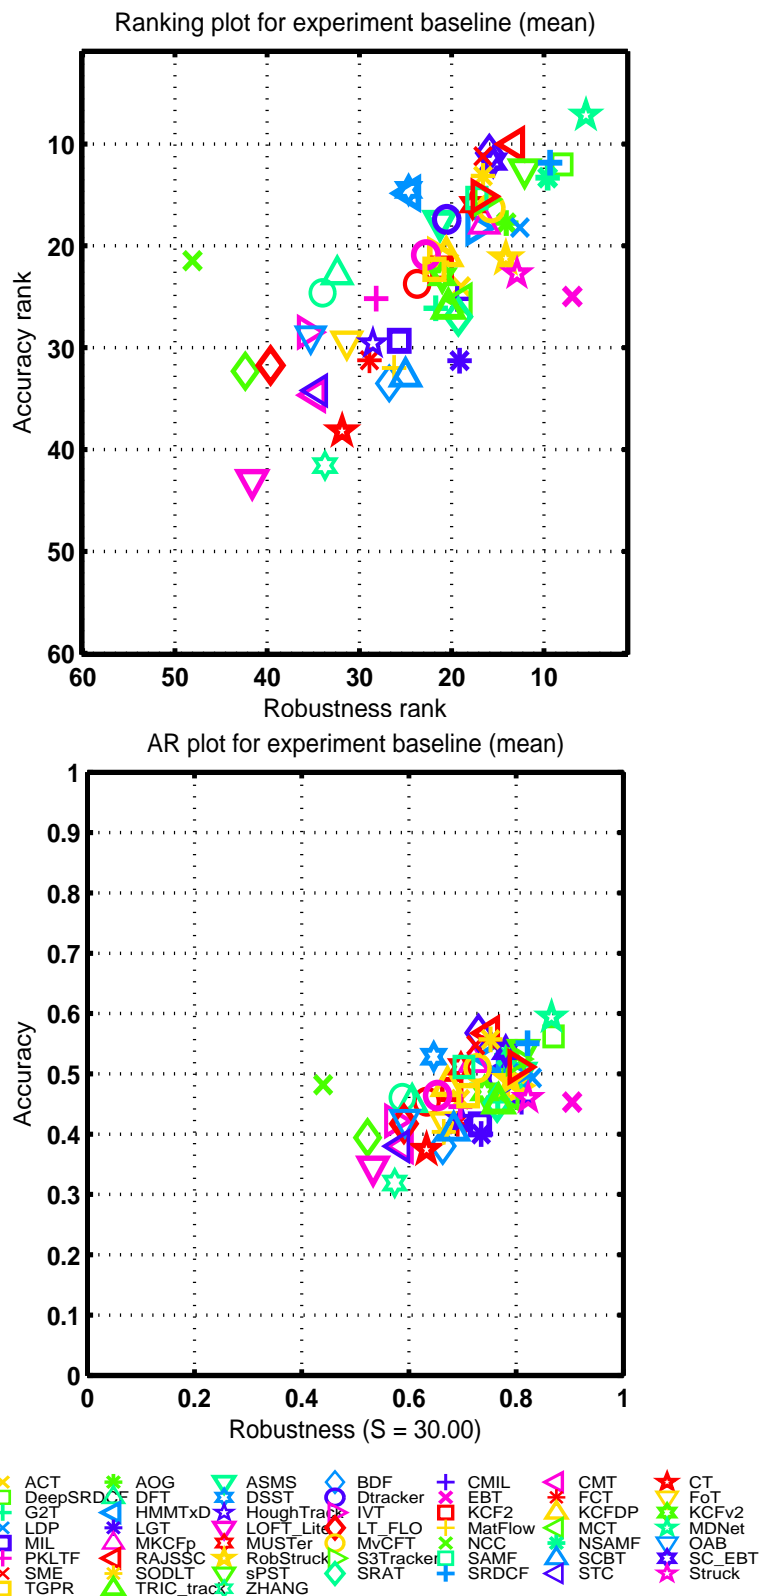 Ranking plot for experiment baseline (mean)
10
20
30
40
50
60
Accuracy rank
60 50 40 30 20 10
Robustness rank
AR plot for experiment baseline (mean)
1
0.9
0.8
0.7
0.6
0.5
0.4
0.3
0.2
0.1
0
Accuracy
0 0.2 0.4 0.6 0.8 1
Robustness (S = 30.00)
ACT AOG ASMS BDF CMIL CMT CT
DeepSRDCF DFT DSST Dtracker EBT FCT FoT
G2T HMMTxD HoughTrack IVT KCF2 KCFDP KCFv2
LDP LGT LOFT_Lite LT_FLO MatFlow MCT MDNet
MIL MKCFp MUSTer MvCFT NCC NSAMF OAB
PKLTF RAJSSC RobStruck S3Tracker SAMF SCBT SC_EBT
SME SODLT sPST SRAT SRDCF STC Struck
TGPR TRIC_track ZHANG